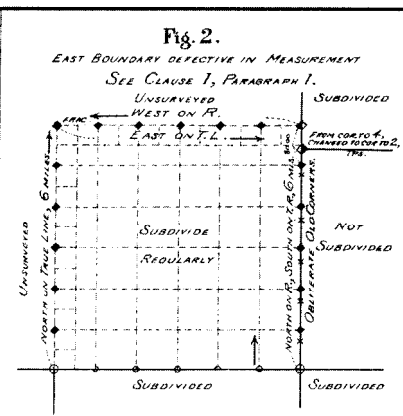 Fig. 2.
EAST BOUNDARY DEFECTIVE IN MEASUREMENT
SEE CLAUSE 1, PARAGRAPH 1.
UNSURVEYED
SUBDIVIDED
WEST ON R.
FRAC
EAST ON T.L.
FROM COR. TO 4,
CHANGED TO COR. TO 2,
TPS.
UNSURVEYED
NORTH ON TRUE LINE, 6 MILES
SUBDIVIDE
REGULARLY
NORTH ON R., SOUTH ON T.R., 6 MIS.
OBLITERATE OLD CORNERS.
NOT
SUBDIVIDED
SUBDIVIDED
SUBDIVIDED